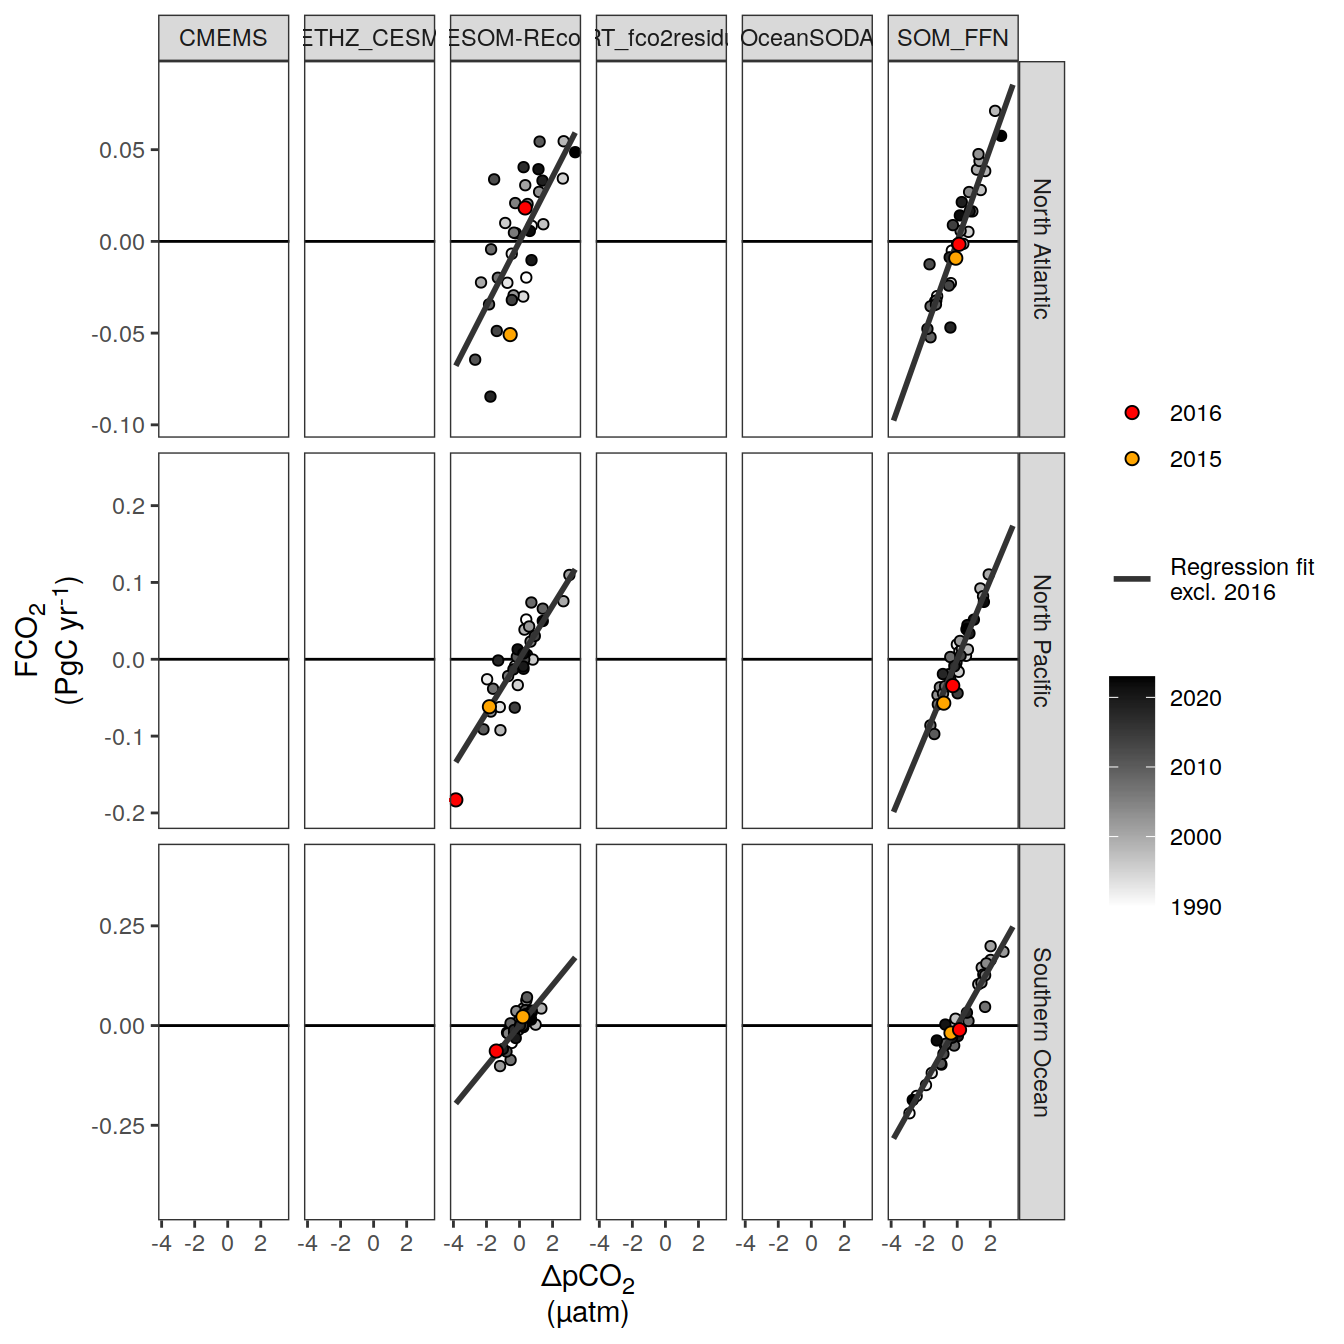 CMEMS ETHZ_CESM ESOM-REco RT_fco2residu OceanSODA SOM_FFN
0.05
0.00
-0.05
-0.10
North Atlantic
0.2
0.1
0.0
-0.1
-0.2
North Pacific
0.25
0.00
-0.25
Southern Ocean
FCO2
(PgC yr-1)
-4 -2 0 2 -4 -2 0 2 -4 -2 0 2 -4 -2 0 2 -4 -2 0 2 -4 -2 0 2
ΔpCO2
(µatm)
2016
2015
Regression fit
excl. 2016
2020
2010
2000
1990